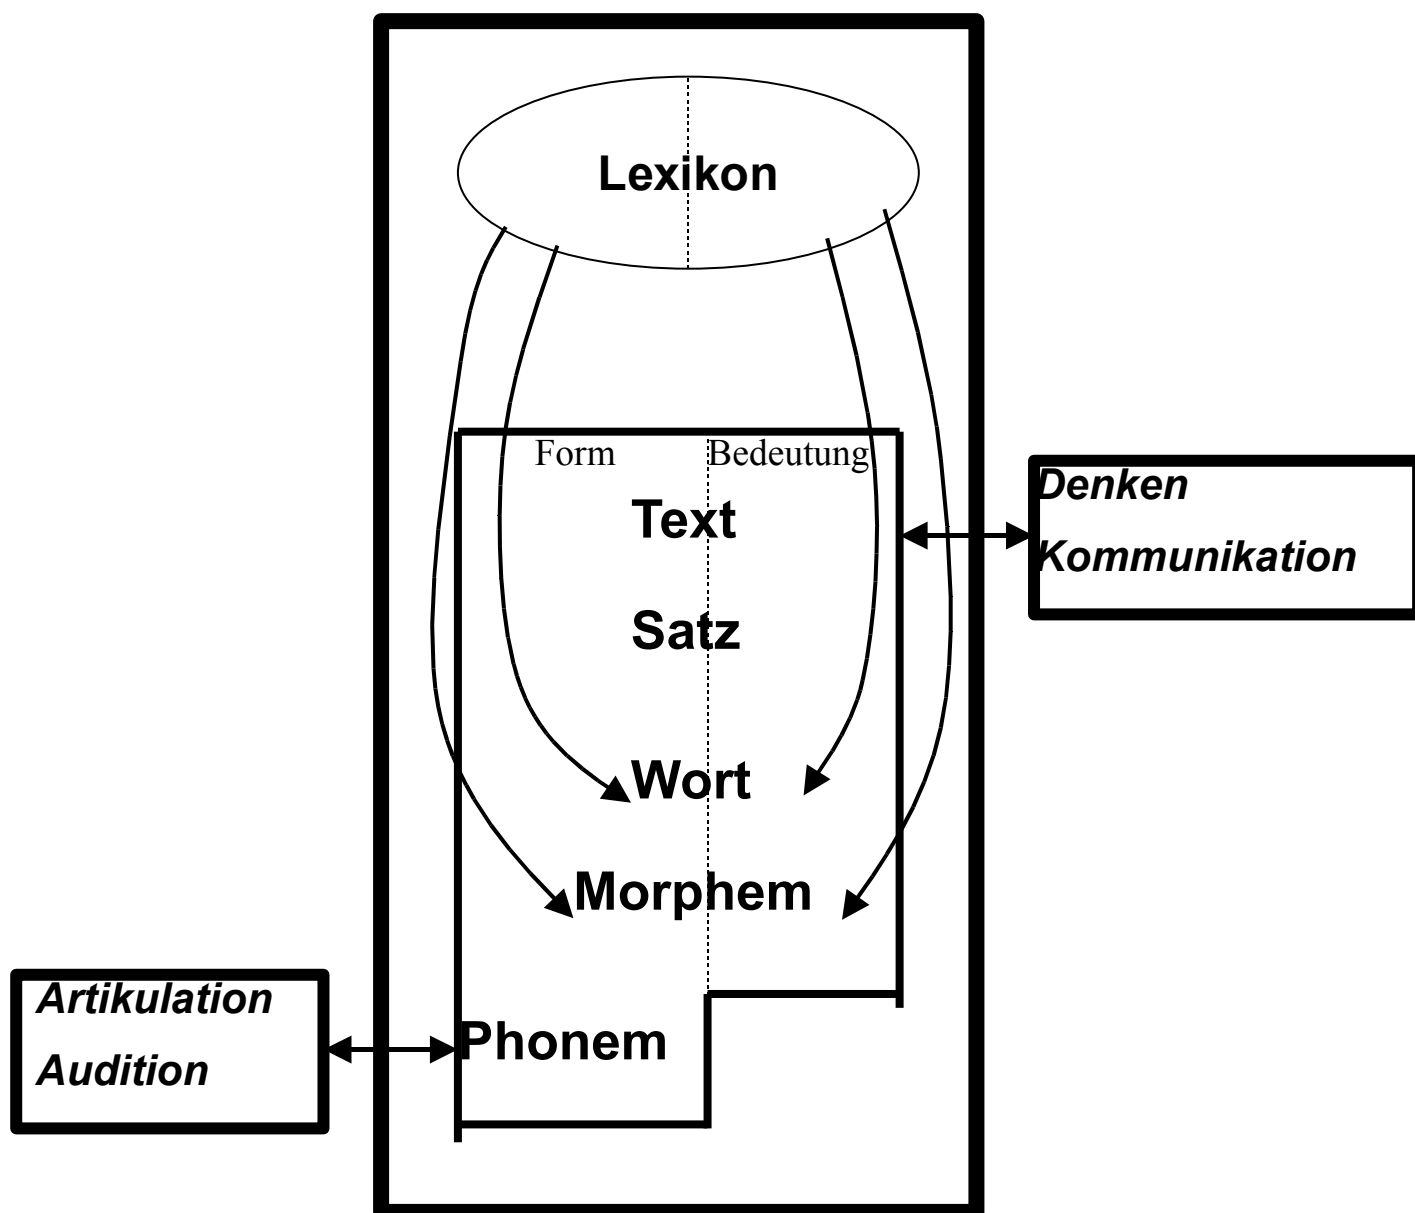 Lexikon
Form Bedeutung
Text
Denken
Kommunikation
Satz
Wort
Morphem
Artikulation
Audition
Phonem